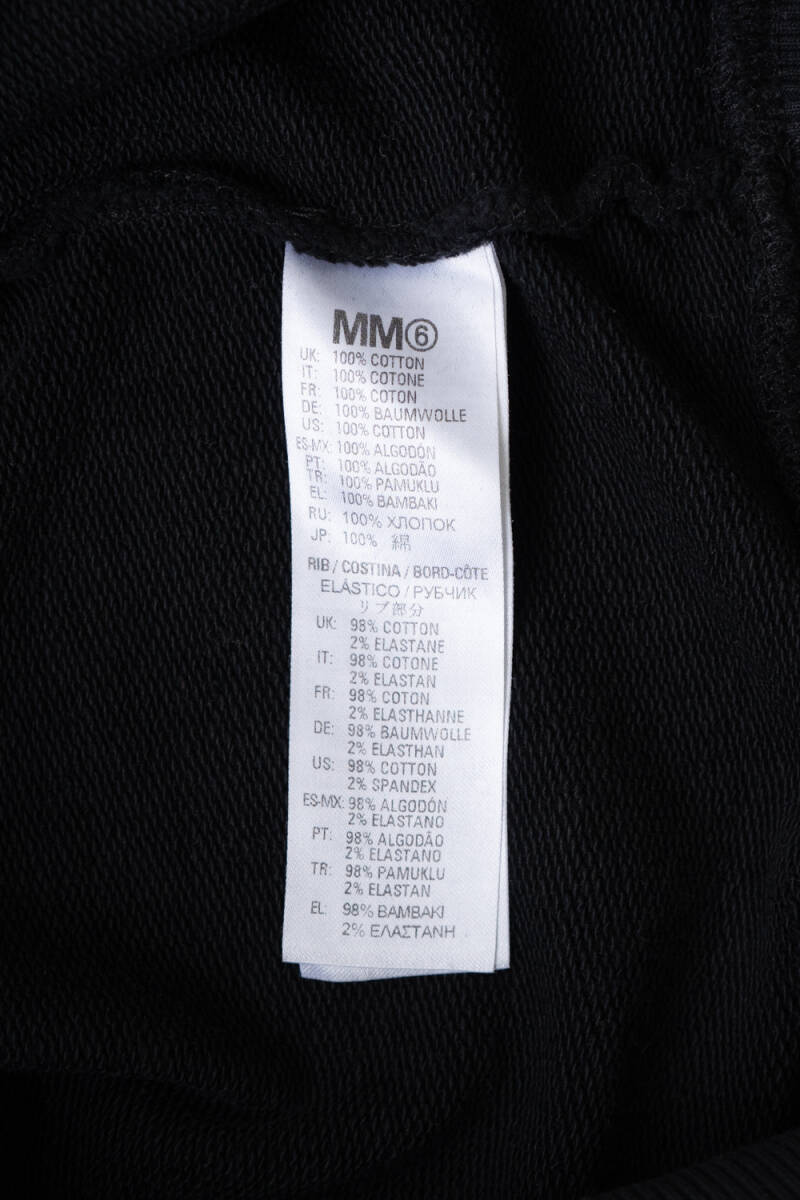 MM⑥
UK: 100% COTTON
IT: 100% COTONE
FR: 100% COTON
DE: 100% BAUMWOLLE
US: 100% COTTON
ES-MX: 100% ALGODÓN
PT: 100% ALGODÃO
TR: 100% PAMUKLU
EL: 100% BAMBAKI
RU: 100% ХЛОПОК
JP: 100% 綿
RIB / COSTINA / BORD-CÔTE
ELÁSTICO / РУБЧИК
リブ部分
UK: 98% COTTON
2% ELASTANE
IT: 98% COTONE
2% ELASTAN
FR: 98% COTON
2% ELASTHANNE
DE: 98% BAUMWOLLE
2% ELASTHAN
US: 98% COTTON
2% SPANDEX
ES-MX: 98% ALGODÓN
2% ELASTANO
PT: 98% ALGODÃO
2% ELASTANO
TR: 98% PAMUKLU
2% ELASTAN
EL: 98% BAMBAKI
2% ΕΛΑΣΤΑΝΗ